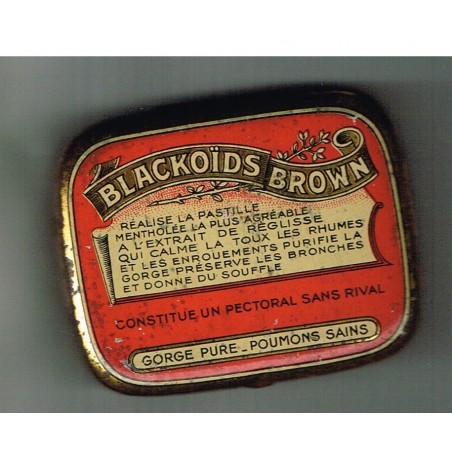 BLACKOÏDS BROWN
RÉALISE LA PASTILLE
MENTHOLÉE LA PLUS AGRÉABLE
A L'EXTRAIT DE RÉGLISSE
QUI CALME LA TOUX LES RHUMES
ET LES ENROUEMENTS PURIFIE LA
GORGE PRÉSERVE LES BRONCHES
ET DONNE DU SOUFFLE
CONSTITUE UN PECTORAL SANS RIVAL
GORGE PURE_POUMONS SAINS